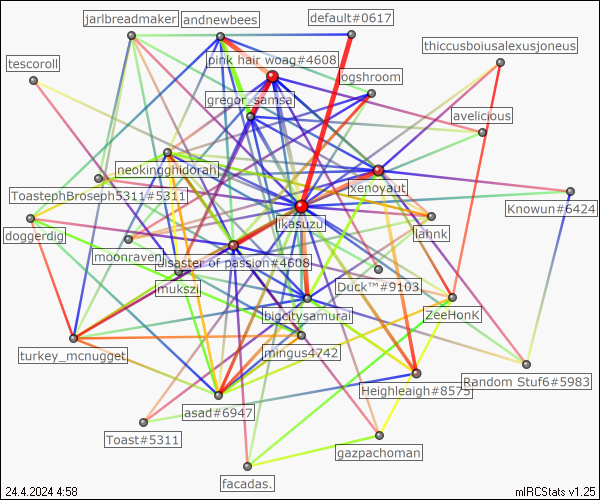 jarlbreadmaker
andnewbees
default#0617
thiccusboiusalexusjoneus
tescoroll
pink hair woag#4608
ogshroom
gregor_samsa
avelicious
neokingghidorah
ToastephBroseph5311#5311
xenoyaut
Knowun#6424
likasuzu
lahnk
doggerdig
moonraven
disaster of passion#4608
mukszi
Duck™#9103
bigcitysamurai
ZeeHonK
turkey_mcnugget
mingus4742
Heighleaigh#8575
Random Stuf6#5983
asad#6947
Toast#5311
gazpachoman
facadas.
24.4.2024 4:58
mIRCStats v1.25